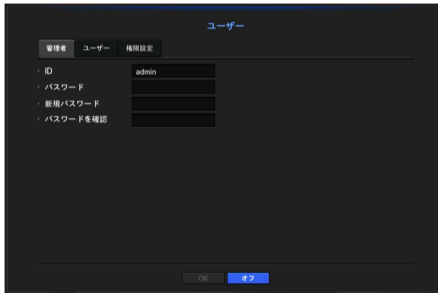 ユーザー
管理者 ユーザー 権限設定
・ID admin
・パスワード
・新規パスワード
・パスワードを確認
OK オフ